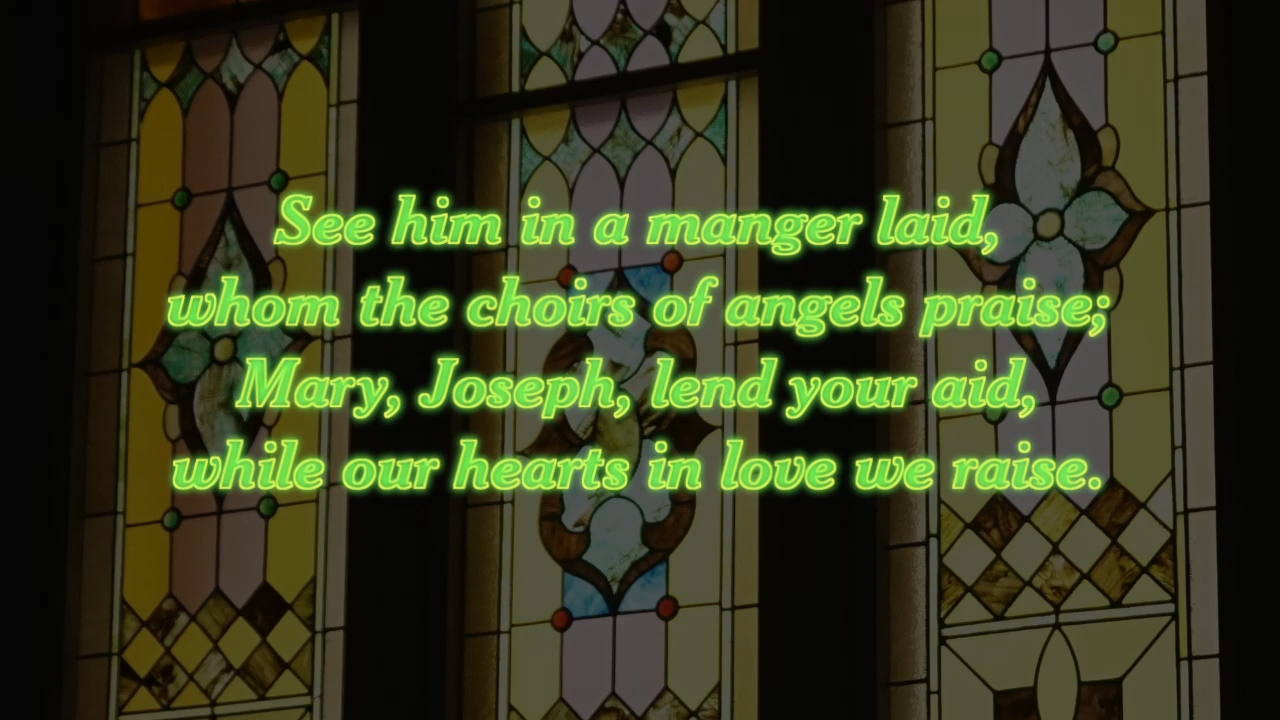 See him in a manger laid,
whom the choirs of angels praise;
Mary, Joseph, lend your aid,
while our hearts in love we raise.